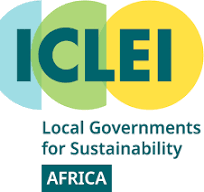 ICLEI
Local Governments
for Sustainability
AFRICA